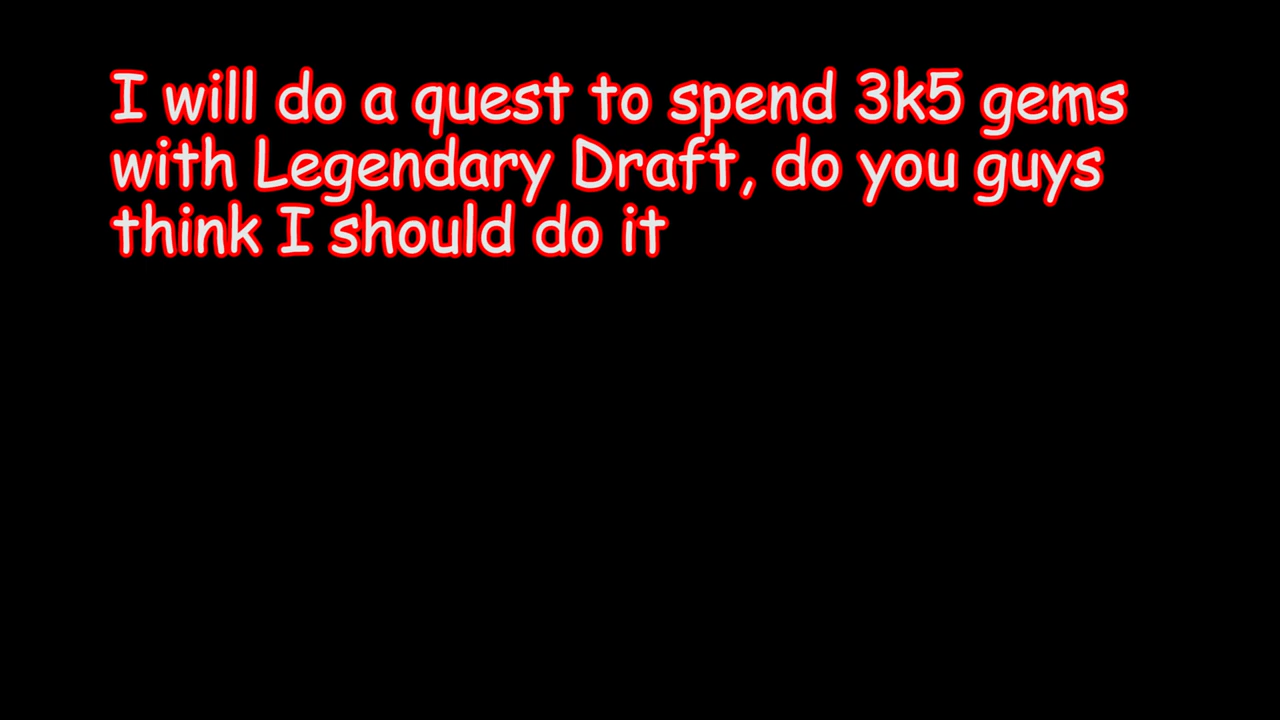 I will do a quest to spend 3k5 gems
with Legendary Draft, do you guys
think I should do it